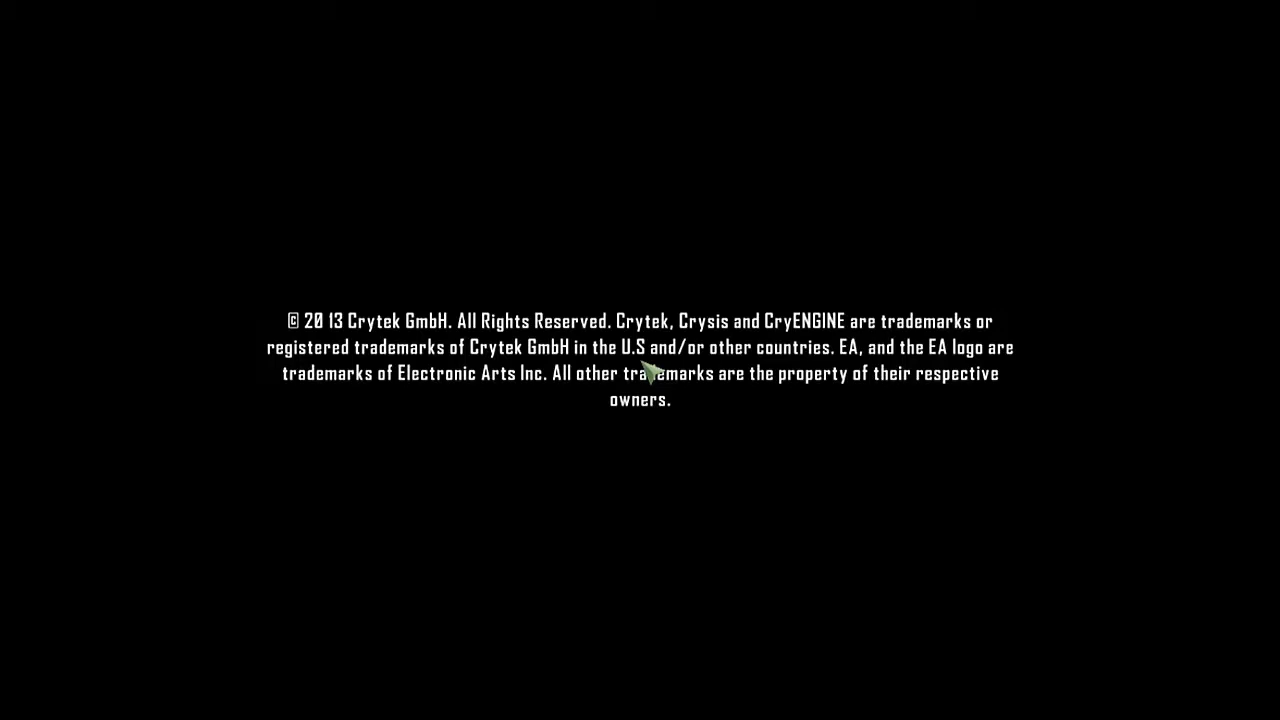 © 2013 Crytek GmbH. All Rights Reserved. Crytek, Crysis and CryENGINE are trademarks or
registered trademarks of Crytek GmbH in the U.S and/or other countries. EA, and the EA logo are
trademarks of Electronic Arts Inc. All other trademarks are the property of their respective
owners.